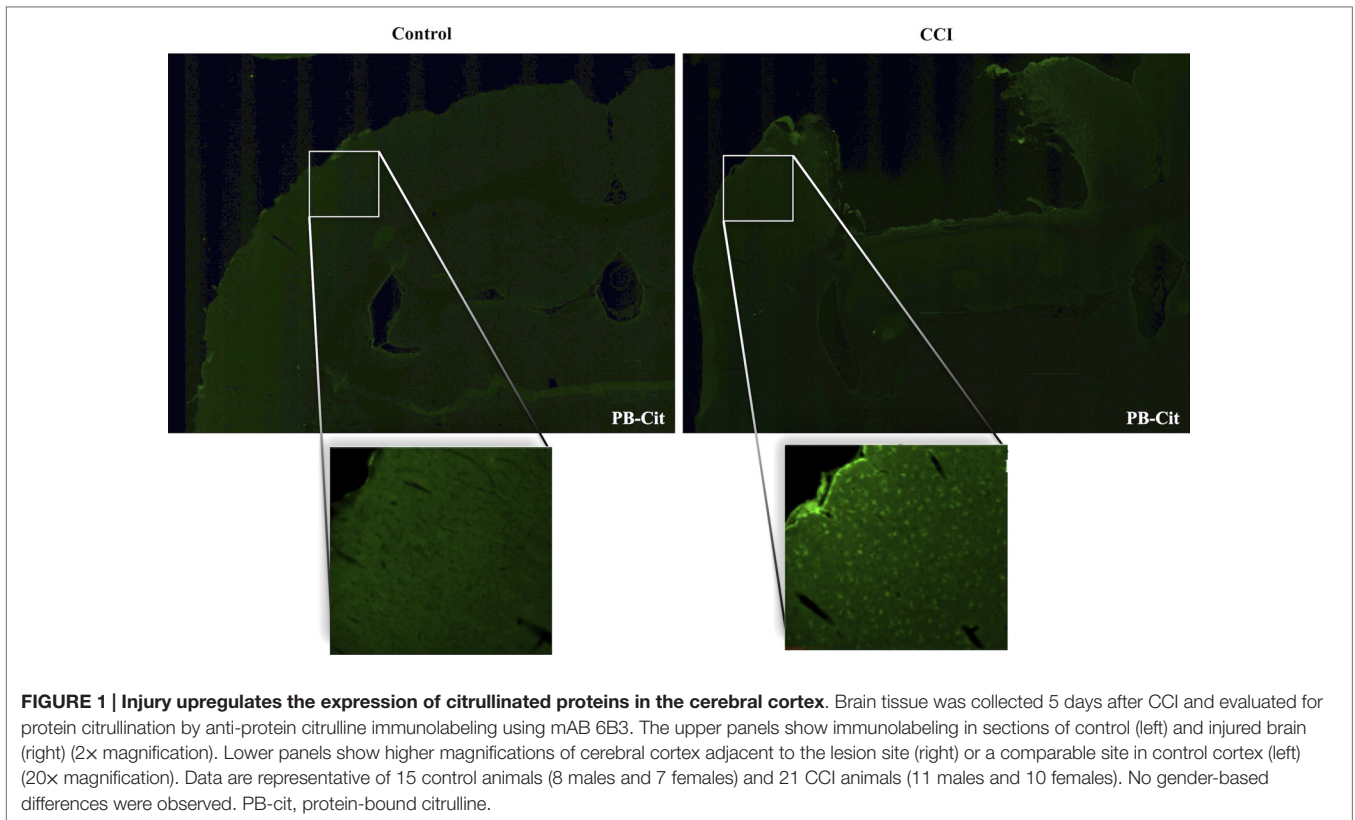 Control
CCI
PB-Cit
PB-Cit
FIGURE 1 | Injury upregulates the expression of citrullinated proteins in the cerebral cortex. Brain tissue was collected 5 days after CCI and evaluated for
protein citrullination by anti-protein citrulline immunolabeling using mAB 6B3. The upper panels show immunolabeling in sections of control (left) and injured brain
(right) (2× magnification). Lower panels show higher magnifications of cerebral cortex adjacent to the lesion site (right) or a comparable site in control cortex (left)
(20× magnification). Data are representative of 15 control animals (8 males and 7 females) and 21 CCI animals (11 males and 10 females). No gender-based
differences were observed. PB-cit, protein-bound citrulline.